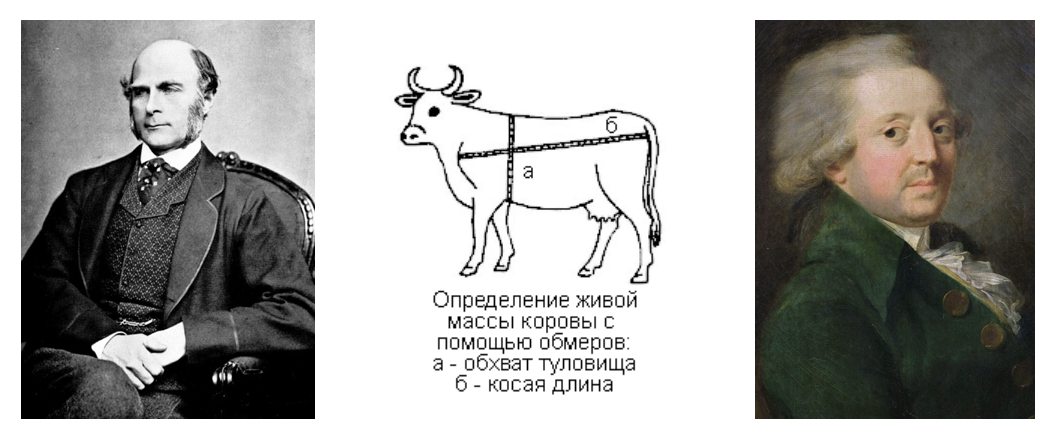 б
а
Определение живой
массы коровы с
помощью обмеров:
а - обхват туловища
б - косая длина